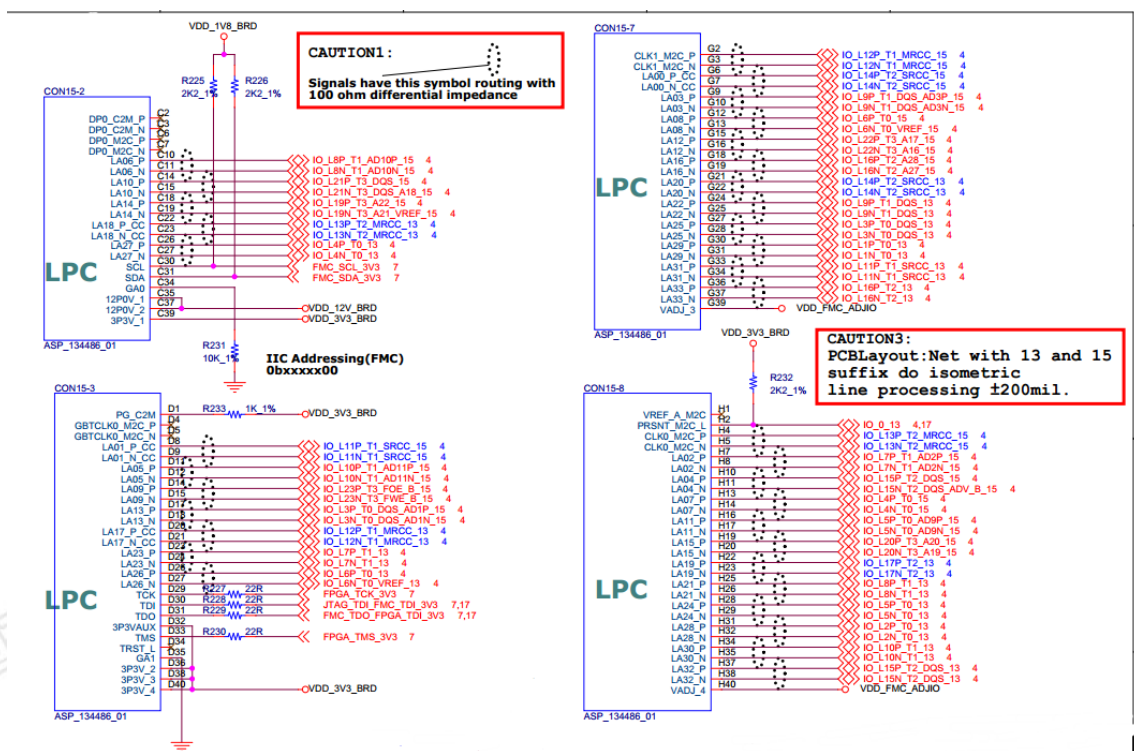 VDD_1V8_BRD
R225
2K2_1%
R226
2K2_1%
CAUTION1:
Signals have this symbol routing with
100 ohm differential impedance
CON15-2
DP0_C2M_P C2
DP0_C2M_N C3
DP0_M2C_P C6
DP0_M2C_N C7
LA06_P C10 IO_L8P_T1_AD10P_15 4
LA06_N C11 IO_L8N_T1_AD10N_15 4
LA10_P C14 IO_L21P_T3_DQS_15 4
LA10_N C15 IO_L21N_T3_DQS_A18_15 4
LA14_P C18 IO_L19P_T3_A22_15 4
LA14_N C19 IO_L19N_T3_A21_VREF_15 4
LA18_P_CC C22 IO_L13P_T2_MRCC_13 4
LA18_N_CC C23 IO_L13N_T2_MRCC_13 4
LA27_P C26 IO_L4P_T0_13 4
LA27_N C27 IO_L4N_T0_13 4
SCL C30 FMC_SCL_3V3 7
SDA C31 FMC_SDA_3V3 7
GA0 C34
12P0V_1 C35
12P0V_2 C37 VDD_12V_BRD
3P3V_1 C39 VDD_3V3_BRD
LPC
ASP_134486_01
R231
10K_1%
IIC Addressing(FMC)
0bxxxxx00
CON15-3
PG_C2M D1 R233 1K_1% VDD_3V3_BRD
GBTCLK0_M2C_P D4
GBTCLK0_M2C_N D5
LA01_P_CC D8 IO_L11P_T1_SRCC_15 4
LA01_N_CC D9 IO_L11N_T1_SRCC_15 4
LA05_P D11 IO_L10P_T1_AD11P_15 4
LA05_N D12 IO_L10N_T1_AD11N_15 4
LA09_P D14 IO_L23P_T3_FOE_B_15 4
LA09_N D15 IO_L23N_T3_FWE_B_15 4
LA13_P D17 IO_L3P_T0_DQS_AD1P_15 4
LA13_N D18 IO_L3N_T0_DQS_AD1N_15 4
LA17_P_CC D20 IO_L12P_T1_MRCC_13 4
LA17_N_CC D21 IO_L12N_T1_MRCC_13 4
LA23_P IO_L7P_T1_13 4
LA23_N IO_L7N_T1_13 4
LA26_P D26 IO_L6P_T0_13 4
LA26_N D27 IO_L6N_T0_VREF_13 4
TCK D29 R227 22R FPGA_TCK_3V3 7
TDI D30 R228 22R JTAG_TDI_FMC_TDI_3V3 7,17
TDO D31 R229 22R FMC_TDO_FPGA_TDI_3V3 7,17
3P3VAUX D32
TMS D33 R230 22R FPGA_TMS_3V3 7
TRST_L D34
GA1 D35
3P3V_2 D36
3P3V_3 D38
3P3V_4 D40 VDD_3V3_BRD
LPC
ASP_134486_01
CON15-7
CLK1_M2C_P G2 IO_L12P_T1_MRCC_15 4
CLK1_M2C_N G3 IO_L12N_T1_MRCC_15 4
LA00_P_CC G6 IO_L14P_T2_SRCC_15 4
LA00_N_CC G7 IO_L14N_T2_SRCC_15 4
LA03_P G9 IO_L9P_T1_DQS_AD3P_15 4
LA03_N G10 IO_L9N_T1_DQS_AD3N_15 4
LA08_P G12 IO_L6P_T0_15 4
LA08_N G13 IO_L6N_T0_VREF_15 4
LA12_P G15 IO_L22P_T3_A17_15 4
LA12_N G16 IO_L22N_T3_A16_15 4
LA16_P G18 IO_L16P_T2_A28_15 4
LA16_N G19 IO_L16N_T2_A27_15 4
LA20_P G21 IO_L14P_T2_SRCC_13 4
LA20_N G22 IO_L14N_T2_SRCC_13 4
LA22_P G24 IO_L9P_T1_DQS_13 4
LA22_N G25 IO_L9N_T1_DQS_13 4
LA25_P G27 IO_L3P_T0_DQS_13 4
LA25_N G28 IO_L3N_T0_DQS_13 4
LA29_P G30 IO_L1P_T0_13 4
LA29_N G31 IO_L1N_T0_13 4
LA31_P G33 IO_L11P_T1_SRCC_13 4
LA31_N G34 IO_L11N_T1_SRCC_13 4
LA33_P G36 IO_L16P_T2_13 4
LA33_N G37 IO_L16N_T2_13 4
VADJ_3 G39 VDD_FMC_ADJIO
LPC
ASP_134486_01
VDD_3V3_BRD
R232
2K2_1%
CAUTION3:
PCBLayout:Net with 13 and 15
suffix do isometric
line processing ±200mil.
CON15-8
VREF_A_M2C H1
PRSNT_M2C_L H2 IO_0_13 4,17
CLK0_M2C_P H4 IO_L13P_T2_MRCC_15 4
CLK0_M2C_N H5 IO_L13N_T2_MRCC_15 4
LA02_P H7 IO_L7P_T1_AD2P_15 4
LA02_N H8 IO_L7N_T1_AD2N_15 4
LA04_P H10 IO_L15P_T2_DQS_15 4
LA04_N H11 IO_L15N_T2_DQS_ADV_B_15 4
LA07_P H13 IO_L4P_T0_15 4
LA07_N H14 IO_L4N_T0_15 4
LA11_P H16 IO_L5P_T0_AD9P_15 4
LA11_N H17 IO_L5N_T0_AD9N_15 4
LA15_P H19 IO_L20P_T3_A20_15 4
LA15_N H20 IO_L20N_T3_A19_15 4
LA19_P H22 IO_L17P_T2_13 4
LA19_N H23 IO_L17N_T2_13 4
LA21_P H25 IO_L8P_T1_13 4
LA21_N H26 IO_L8N_T1_13 4
LA24_P H28 IO_L5P_T0_13 4
LA24_N H29 IO_L5N_T0_13 4
LA28_P H31 IO_L2P_T0_13 4
LA28_N H32 IO_L2N_T0_13 4
LA30_P H34 IO_L10P_T1_13 4
LA30_N H35 IO_L10N_T1_13 4
LA32_P H37 IO_L15P_T2_DQS_13 4
LA32_N H38 IO_L15N_T2_DQS_13 4
VADJ_4 H40 VDD_FMC_ADJIO
LPC
ASP_134486_01